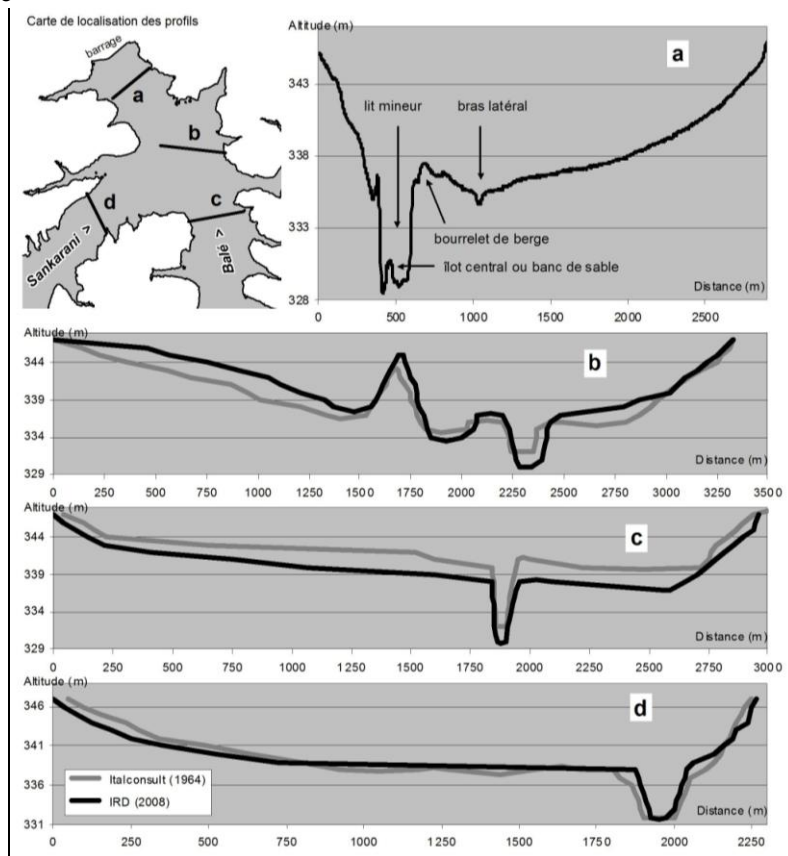 Carte de localisation des profils
barrage
a
b
d
c
Sankarani >
Balé >
Altitude (m)
a
343
lit mineur
bras latéral
338
333
bourrelet de berge
îlot central ou banc de sable
Distance (m)
328
0 500 1000 1500 2000 2500
Altitude (m)
344
b
339
334
Distance (m)
329
0 250 500 750 1000 1250 1500 1750 2000 2250 2500 2750 3000 3250 3500
Altitude (m)
344
c
339
334
Distance (m)
329
0 250 500 750 1000 1250 1500 1750 2000 2250 2500 2750 3000
Altitude (m)
346
d
341
336
Italconsult (1964)
IRD (2008)
Distance (m)
331
0 250 500 750 1000 1250 1500 1750 2000 2250